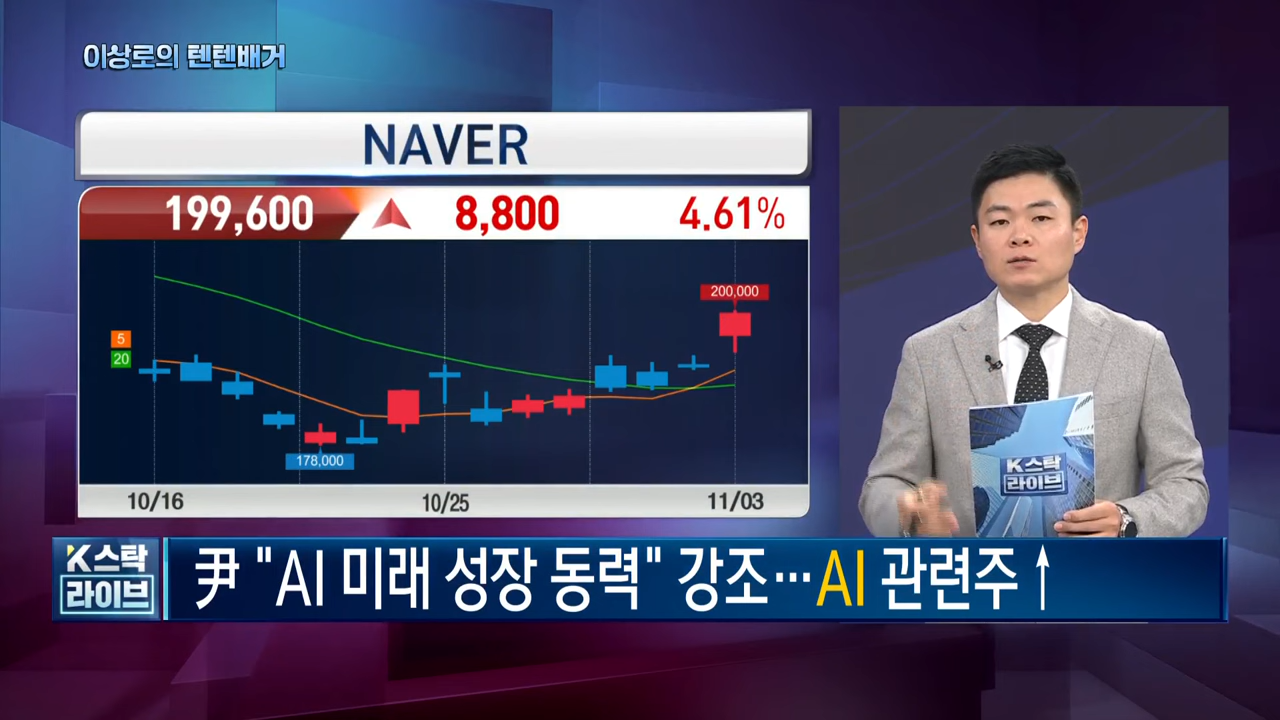 이상로의 텐텐배거
NAVER
199,600 ▲ 8,800 4.61%
5
20
200,000
178,000
10/16 10/25 11/03
K스탁
라이브
K스탁
라이브
尹 "AI 미래 성장 동력" 강조…AI 관련주↑